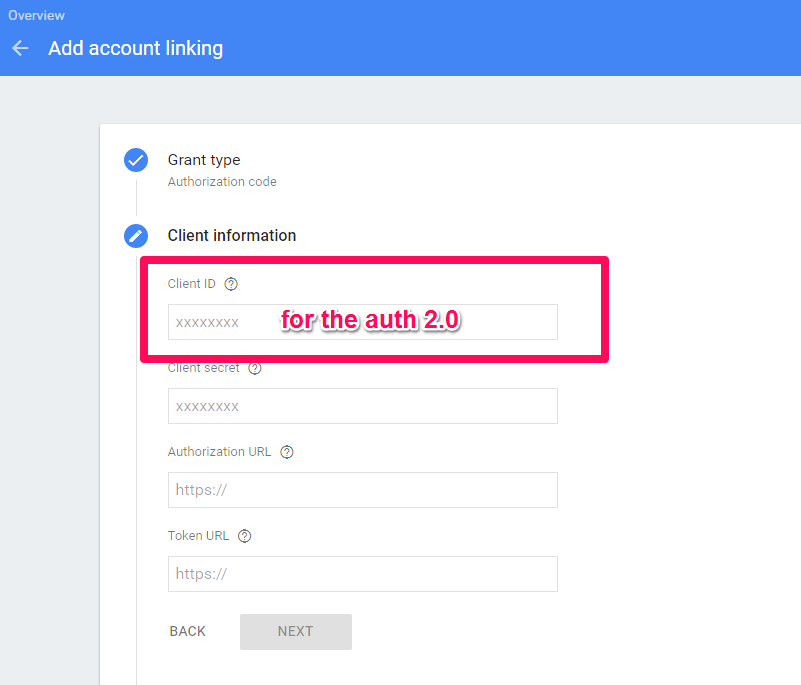 Overview
Add account linking
Grant type
Authorization code
Client information
Client ID ?
xxxxxxxx for the auth 2.0
Client secret ?
xxxxxxxx
Authorization URL ?
https://
Token URL ?
https://
BACK NEXT